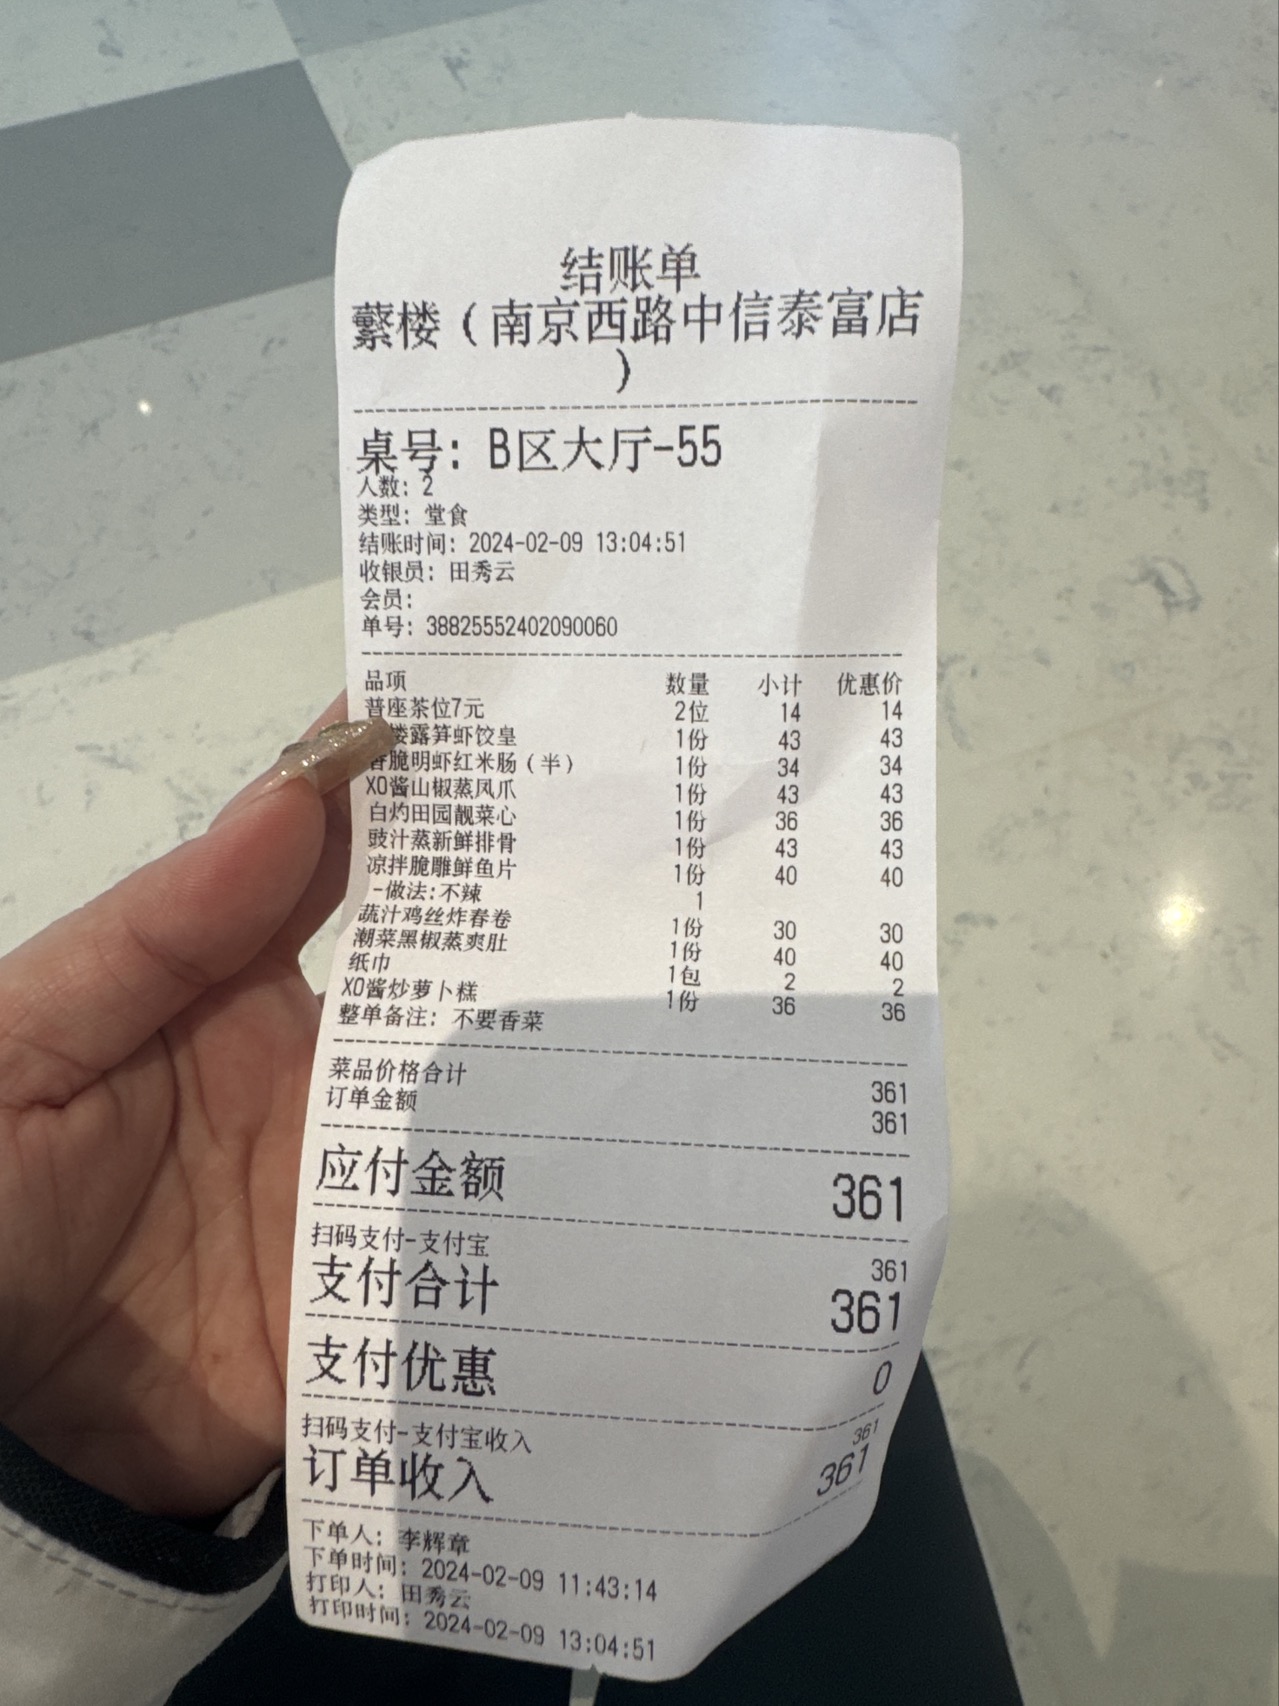 结账单
蘩楼（南京西路中信泰富店
）
桌号: B区大厅-55
人数: 2
类型: 堂食
结账时间: 2024-02-09 13:04:51
收银员: 田秀云
会员:
单号: 38825552402090060
品项 数量 小计 优惠价
普座茶位7元 2位 14 14
楼露笋虾饺皇 1份 43 43
香脆明虾红米肠（半） 1份 34 34
XO酱山椒蒸凤爪 1份 43 43
白灼田园靓菜心 1份 36 36
豉汁蒸新鲜排骨 1份 43 43
凉拌脆雕鲜鱼片 1份 40 40
-做法:不辣 1
蔬汁鸡丝炸春卷 1份 30 30
潮菜黑椒蒸爽肚 1份 40 40
纸巾 1包 2 2
XO酱炒萝卜糕 1份 36 36
整单备注: 不要香菜
菜品价格合计 361
订单金额 361
应付金额 361
扫码支付-支付宝 361
支付合计 361
支付优惠 0
扫码支付-支付宝收入 361
订单收入 361
下单人: 李辉章
下单时间: 2024-02-09 11:43:14
打印人: 田秀云
打印时间: 2024-02-09 13:04:51